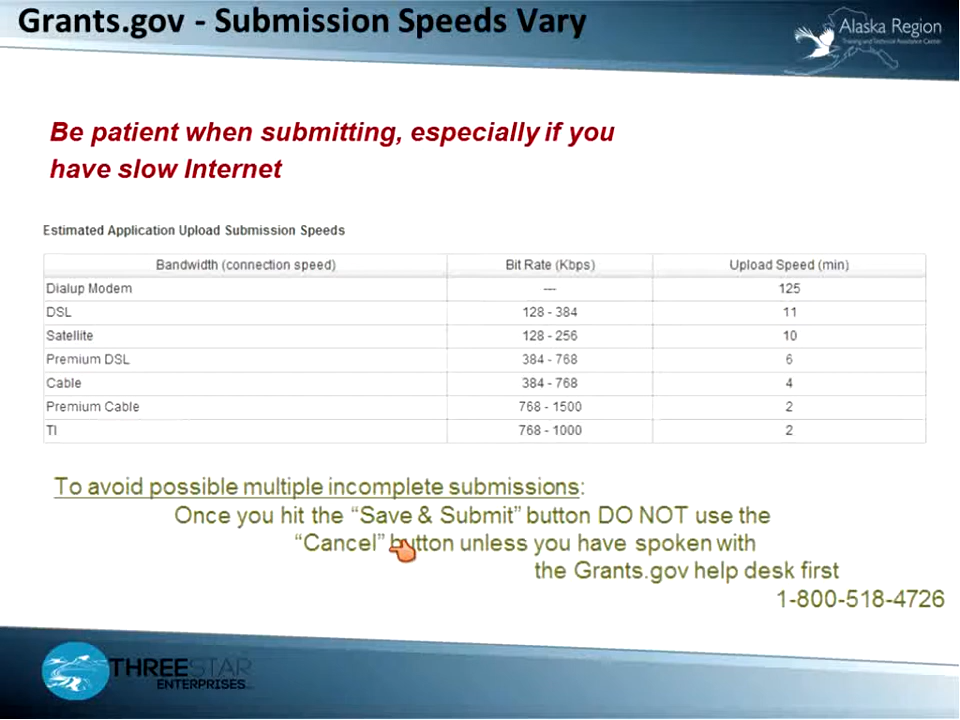 Grants.gov - Submission Speeds Vary
Alaska Region
Training and Technical Assistance Center
Be patient when submitting, especially if you
have slow Internet
Estimated Application Upload Submission Speeds
Bandwidth (connection speed) Bit Rate (Kbps) Upload Speed (min)
Dialup Modem --- 125
DSL 128 - 384 11
Satellite 128 - 256 10
Premium DSL 384 - 768 6
Cable 384 - 768 4
Premium Cable 768 - 1500 2
TI 768 - 1000 2
To avoid possible multiple incomplete submissions:
Once you hit the “Save & Submit” button DO NOT use the
“Cancel” button unless you have spoken with
the Grants.gov help desk first
1-800-518-4726
THREESTAR
ENTERPRISES